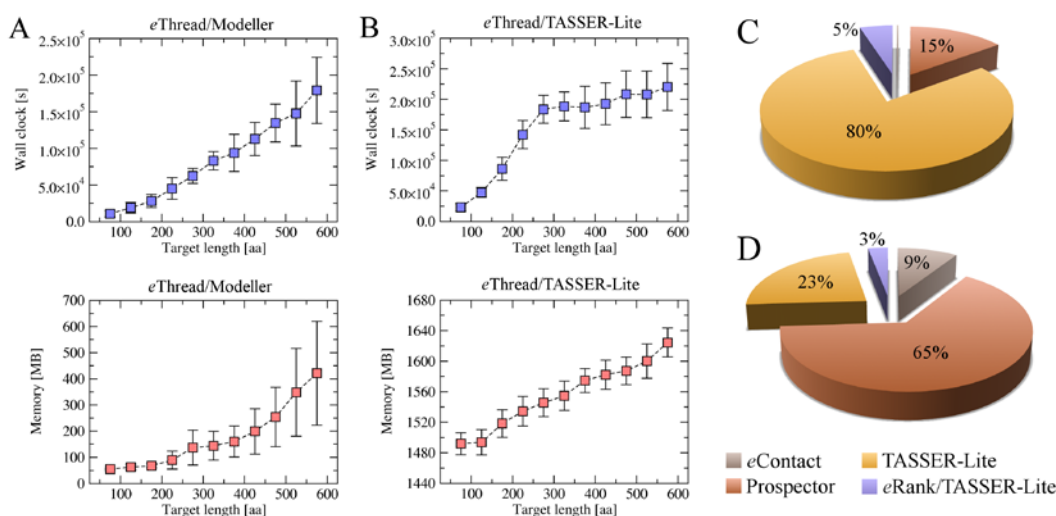 A
eThread/Modeller
2.5×10⁵
2.0×10⁵
1.5×10⁵
1.0×10⁵
5.0×10⁴
0.0
Wall clock [s]
100 200 300 400 500 600
Target length [aa]
B
eThread/TASSER-Lite
3.0×10⁵
2.5×10⁵
2.0×10⁵
1.5×10⁵
1.0×10⁵
5.0×10⁴
0.0
Wall clock [s]
100 200 300 400 500 600
Target length [aa]
C
5%
15%
80%
eThread/Modeller
700
600
500
400
300
200
100
0
Memory [MB]
100 200 300 400 500 600
Target length [aa]
eThread/TASSER-Lite
1680
1640
1600
1560
1520
1480
1440
Memory [MB]
100 200 300 400 500 600
Target length [aa]
D
3%
9%
23%
65%
eContact
TASSER-Lite
Prospector
eRank/TASSER-Lite